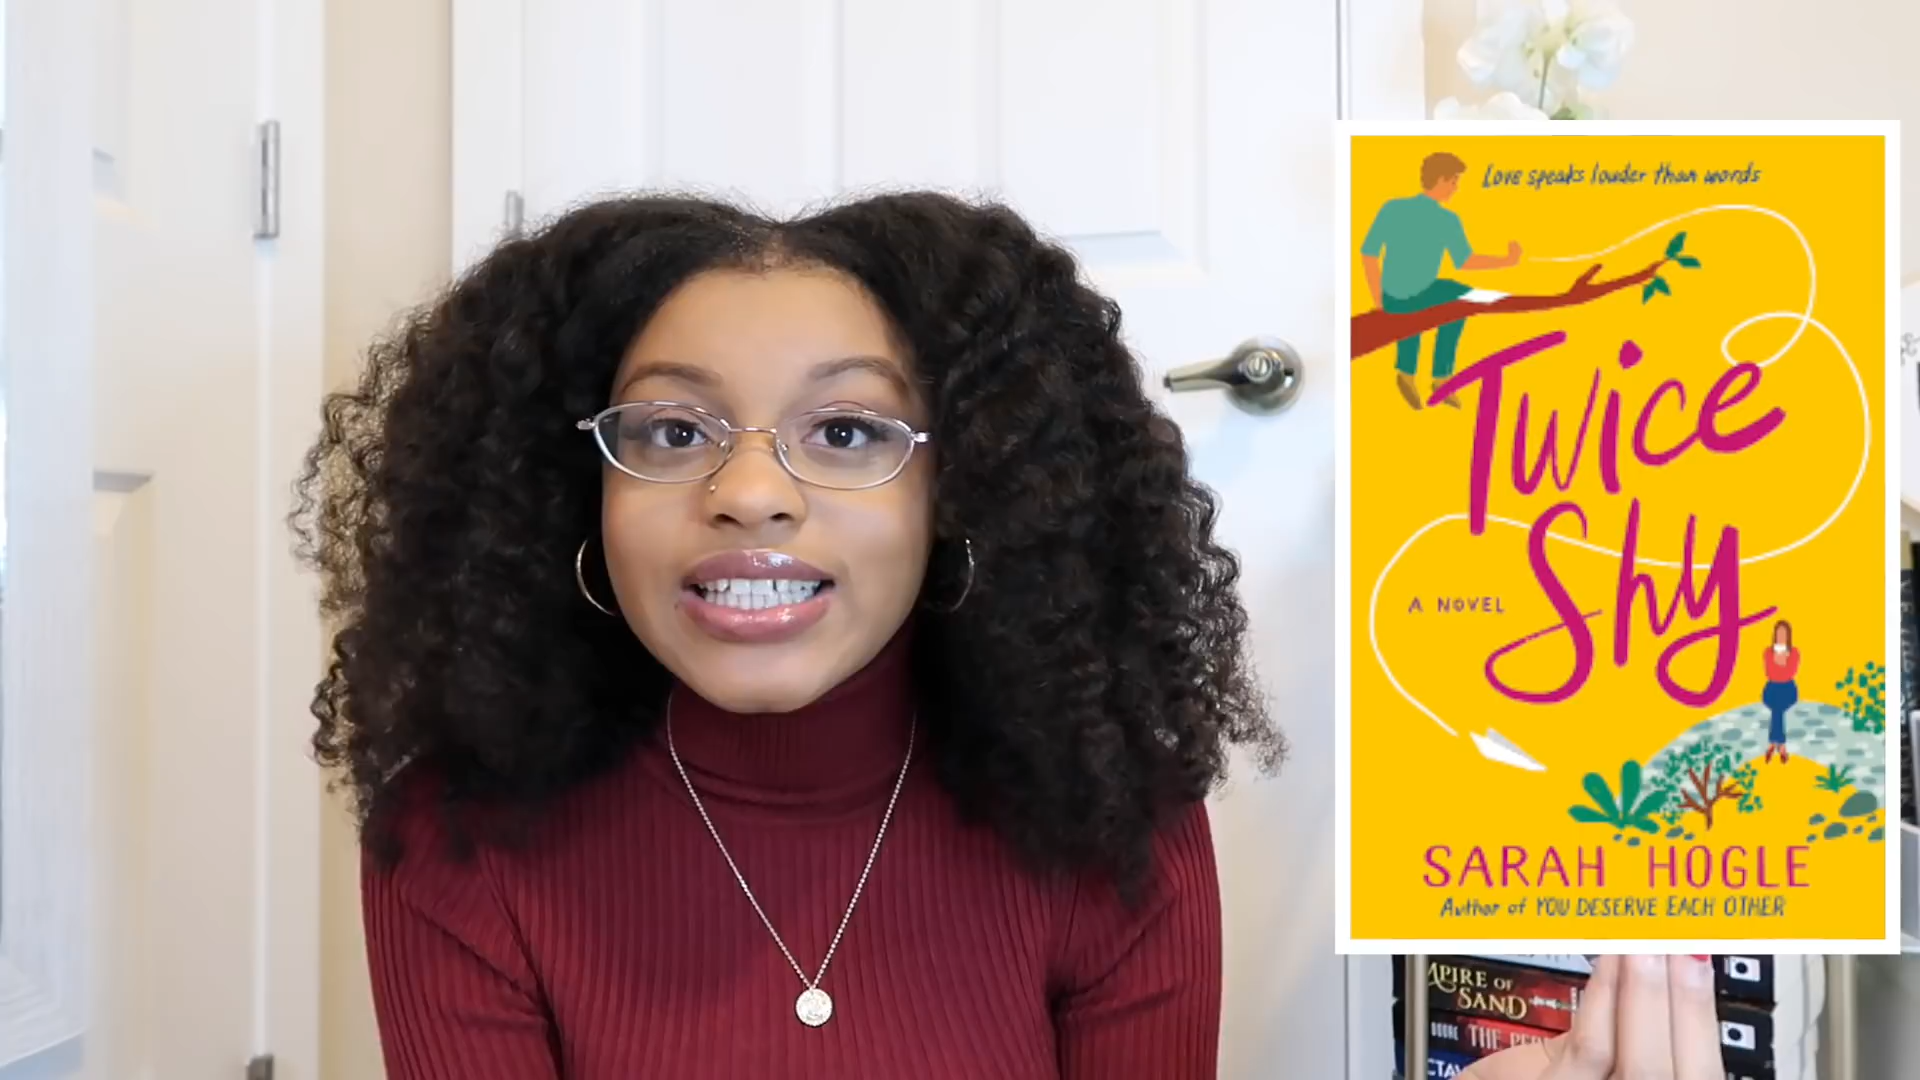 Love speaks louder than words
Twice
Shy
A NOVEL
SARAH HOGLE
Author of YOU DESERVE EACH OTHER
OF
SAND
THE